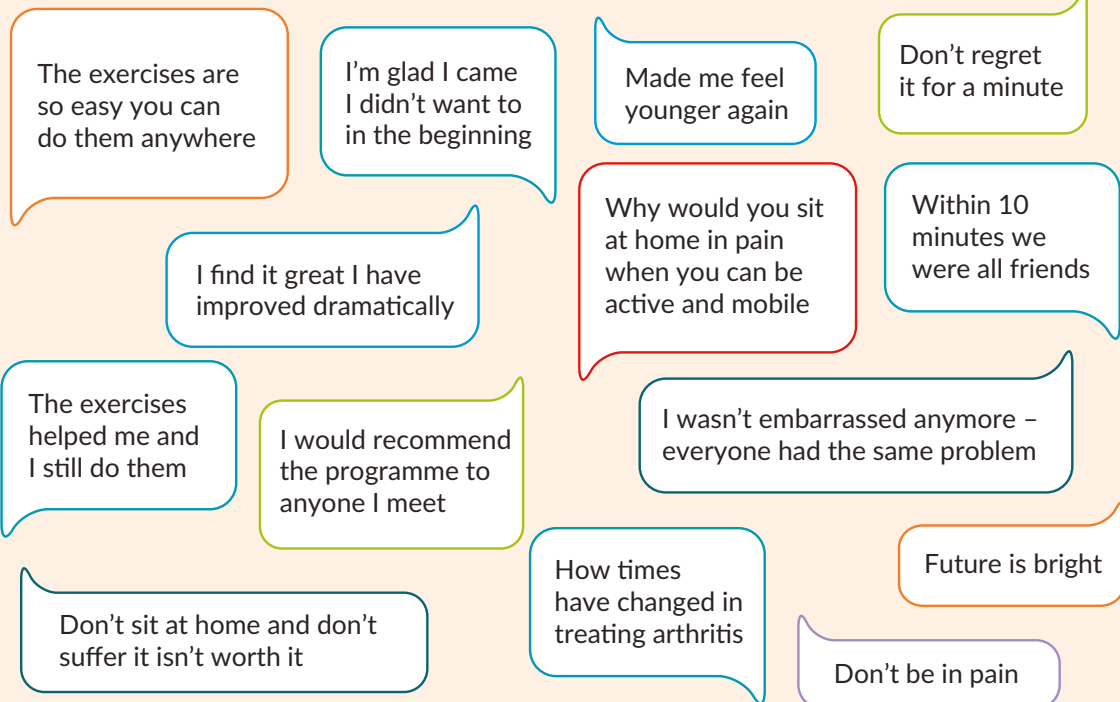 The exercises are
so easy you can
do them anywhere
I'm glad I came
I didn't want to
in the beginning
Made me feel
younger again
Don't regret
it for a minute
I find it great I have
improved dramatically
Why would you sit
at home in pain
when you can be
active and mobile
Within 10
minutes we
were all friends
The exercises
helped me and
I still do them
I would recommend
the programme to
anyone I meet
I wasn't embarrassed anymore –
everyone had the same problem
How times
have changed in
treating arthritis
Future is bright
Don't sit at home and don't
suffer it isn't worth it
Don't be in pain